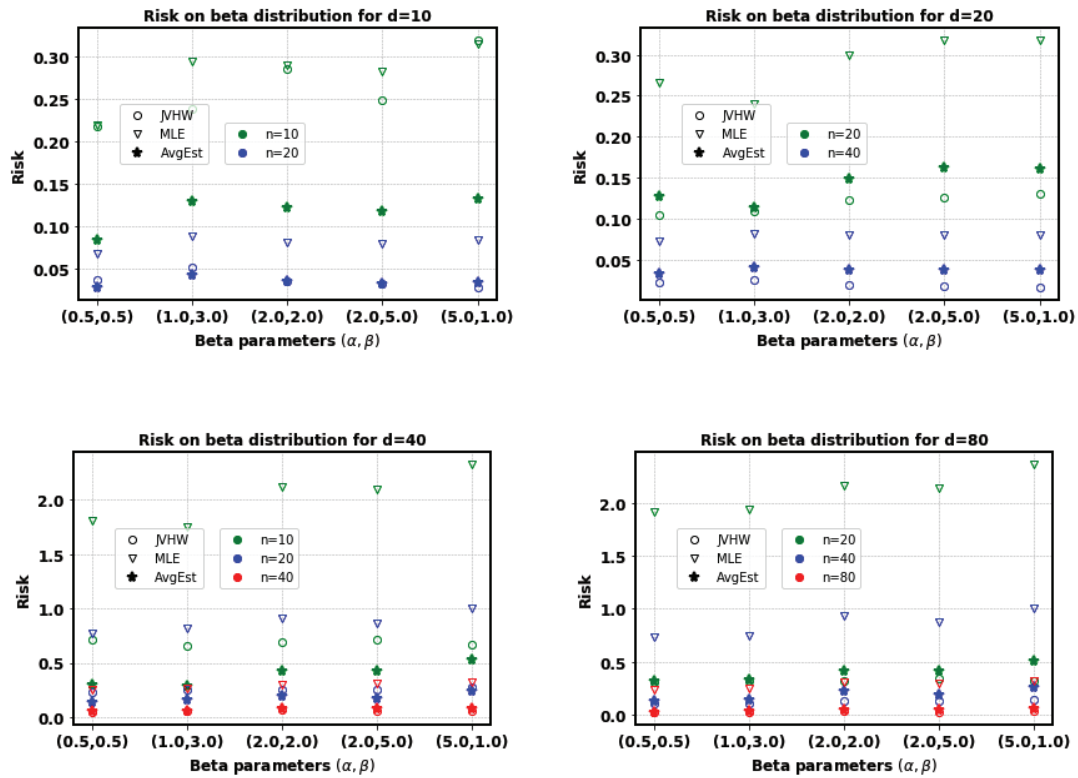 Risk on beta distribution for d=10
0.30
0.25
0.20
0.15
0.10
0.05
Risk
JVHW
MLE
AvgEst
n=10
n=20
(0.5,0.5) (1.0,3.0) (2.0,2.0) (2.0,5.0) (5.0,1.0)
Beta parameters (α, β)
Risk on beta distribution for d=20
0.30
0.25
0.20
0.15
0.10
0.05
Risk
JVHW
MLE
AvgEst
n=20
n=40
(0.5,0.5) (1.0,3.0) (2.0,2.0) (2.0,5.0) (5.0,1.0)
Beta parameters (α, β)
Risk on beta distribution for d=40
2.0
1.5
1.0
0.5
0.0
Risk
JVHW
MLE
AvgEst
n=10
n=20
n=40
(0.5,0.5) (1.0,3.0) (2.0,2.0) (2.0,5.0) (5.0,1.0)
Beta parameters (α, β)
Risk on beta distribution for d=80
2.0
1.5
1.0
0.5
0.0
Risk
JVHW
MLE
AvgEst
n=20
n=40
n=80
(0.5,0.5) (1.0,3.0) (2.0,2.0) (2.0,5.0) (5.0,1.0)
Beta parameters (α, β)